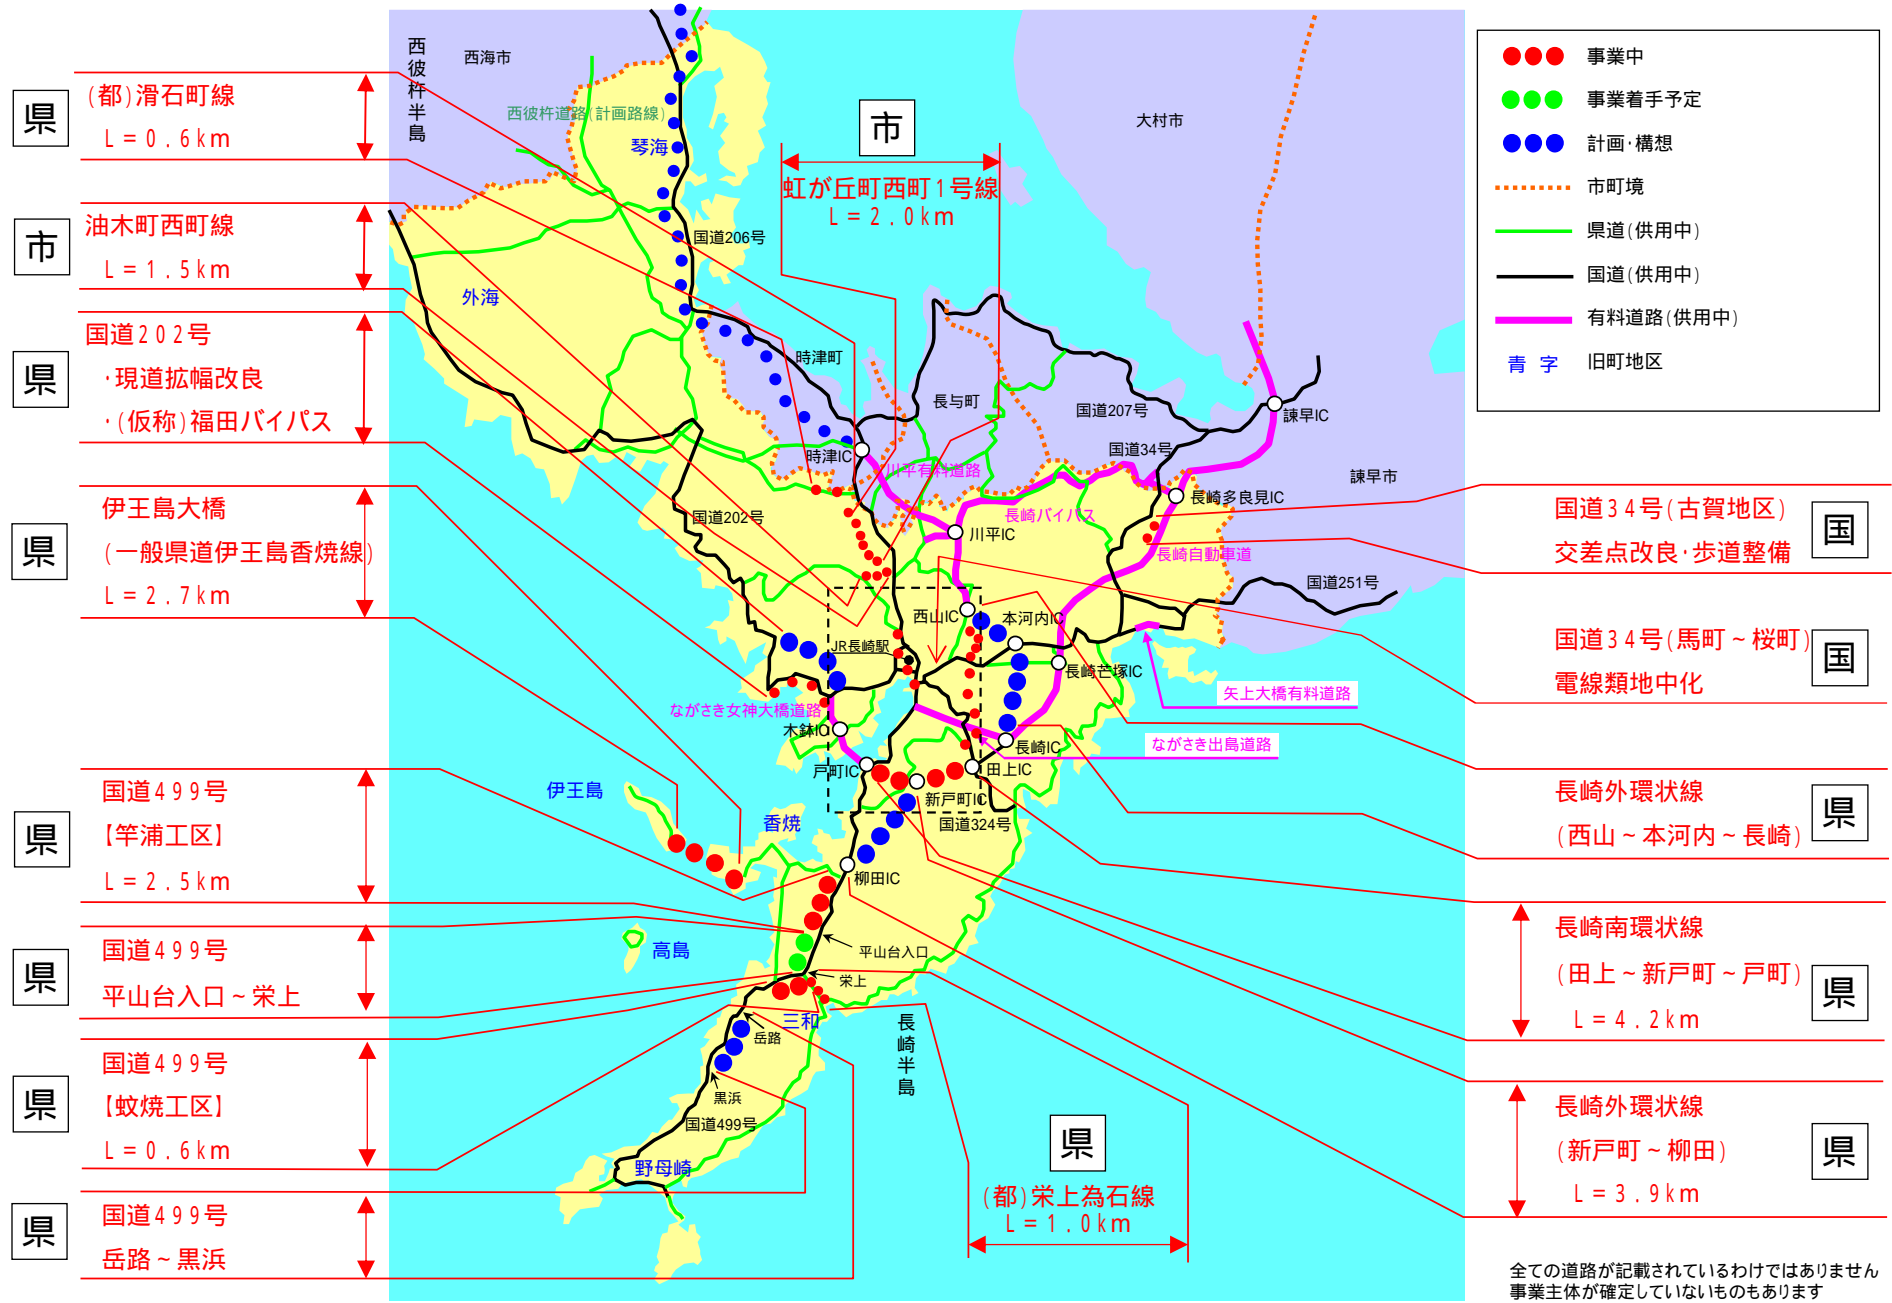 県
(都)滑石町線
L=0.6km
市
油木町西町線
L=1.5km
県
国道202号
・現道拡幅改良
・(仮称)福田バイパス
県
伊王島大橋
(一般県道伊王島香焼線)
L=2.7km
県
国道499号
【竿浦工区】
L=2.5km
県
国道499号
平山台入口~栄上
県
国道499号
【蚊焼工区】
L=0.6km
県
国道499号
岳路~黒浜
西彼杵半島
西海市
西彼杵道路(計画路線)
琴海
国道206号
外海
市
虹が丘町西町1号線
L=2.0km
大村市
時津町
長与町
国道207号
国道34号
諫早IC
諫早市
時津IC
川平有料道路
長崎バイパス
長崎多良見IC
国道202号
川平IC
長崎自動車道
国道251号
西山IC
本河内IC
JR長崎駅
長崎芒塚IC
矢上大橋有料道路
ながさき女神大橋道路
木鉢IC
長崎IC
ながさき出島道路
戸町IC
田上IC
新戸町IC
国道324号
伊王島
香焼
柳田IC
高島
平山台入口
栄上
三和
岳路
長崎半島
黒浜
国道499号
野母崎
県
(都)栄上為石線
L=1.0km
事業中
事業着手予定
計画・構想
市町境
県道(供用中)
国道(供用中)
有料道路(供用中)
青字 旧町地区
国道34号(古賀地区)
交差点改良・歩道整備
国
国道34号(馬町~桜町)
電線類地中化
国
長崎外環状線
(西山~本河内~長崎)
県
長崎南環状線
(田上~新戸町~戸町)
L=4.2km
県
長崎外環状線
(新戸町~柳田)
L=3.9km
県
全ての道路が記載されているわけではありません
事業主体が確定していないものもあります